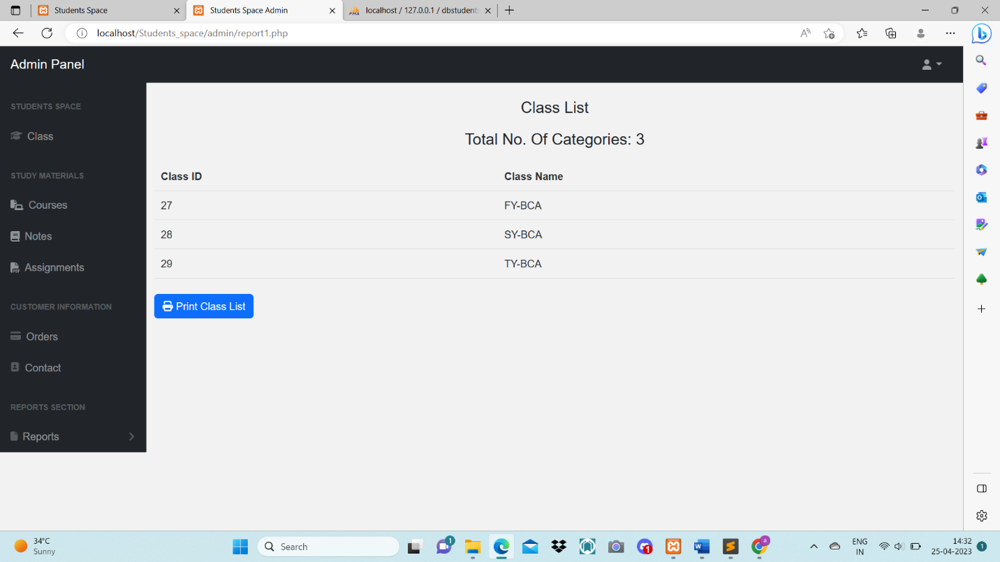 Students Space
Students Space Admin
PMA localhost / 127.0.0.1 / dbstudent
localhost/Students_space/admin/report1.php
Admin Panel
STUDENTS SPACE
Class
STUDY MATERIALS
Courses
Notes
Assignments
CUSTOMER INFORMATION
Orders
Contact
REPORTS SECTION
Reports
Class List
Total No. Of Categories: 3
Class ID Class Name
27 FY-BCA
28 SY-BCA
29 TY-BCA
Print Class List
34°C
Sunny
Search
1
1
a
ENG
IN
14:32
25-04-2023
1